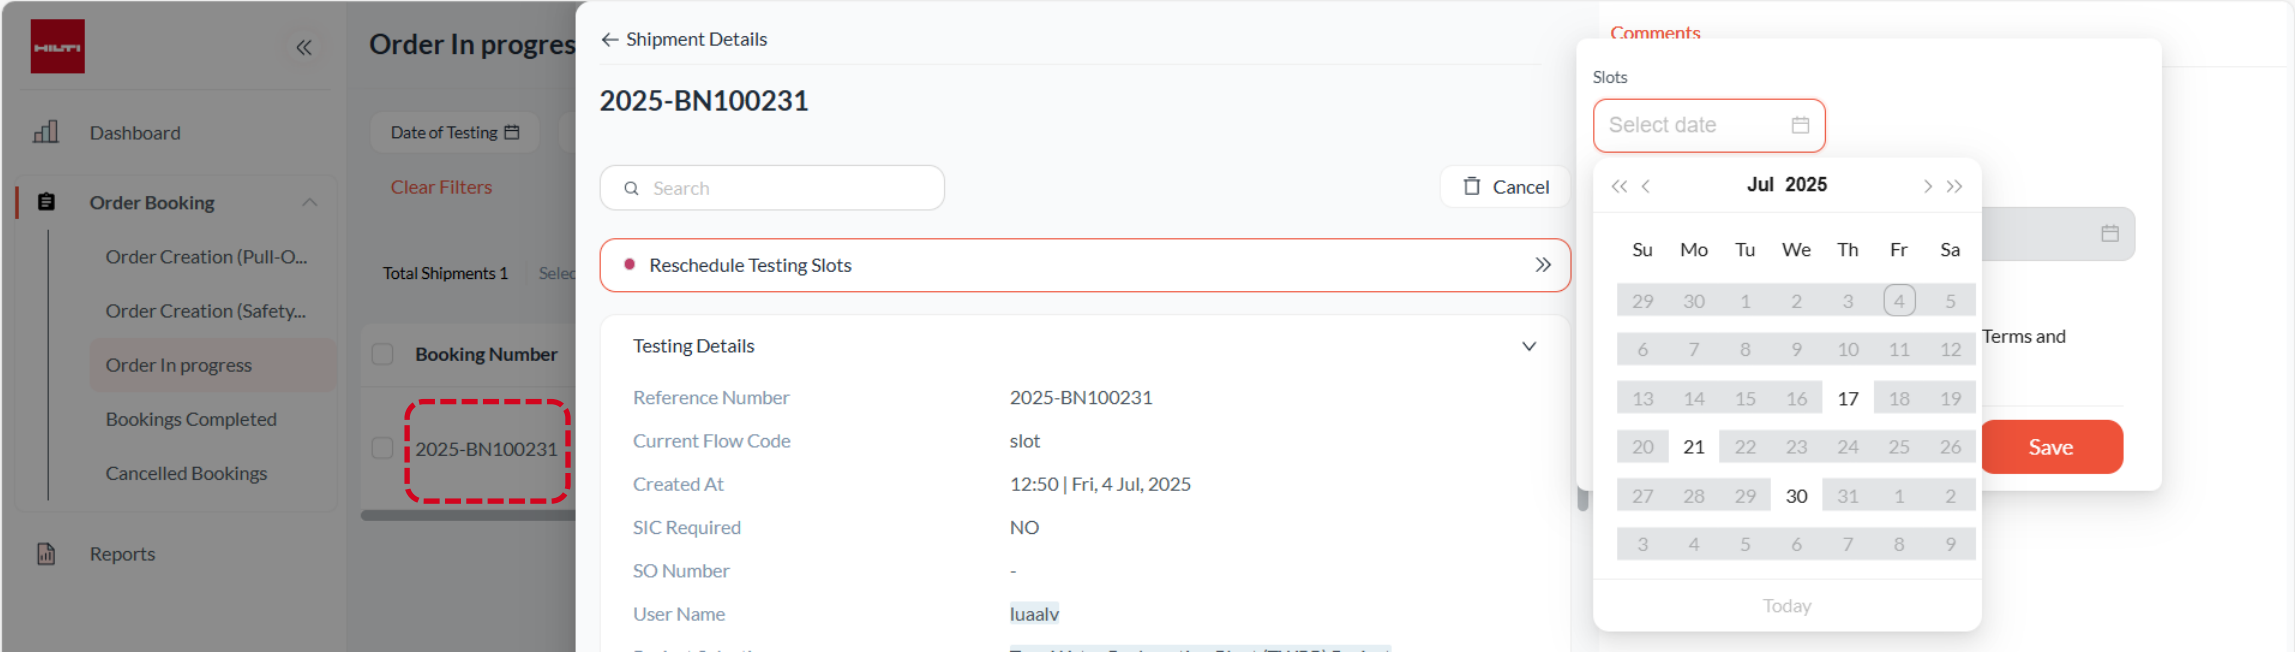 HILTI
Dashboard
Order Booking
Order Creation (Pull-O...
Order Creation (Safety...
Order In progress
Bookings Completed
Cancelled Bookings
Reports
Order In progres
Date of Testing
Clear Filters
Total Shipments 1 Selec
Booking Number
2025-BN100231
Shipment Details
2025-BN100231
Search
Cancel
Reschedule Testing Slots
Testing Details
Reference Number 2025-BN100231
Current Flow Code slot
Created At 12:50 | Fri, 4 Jul, 2025
SIC Required NO
SO Number -
User Name luaalv
Comments
Slots
Select date
Jul 2025
Su Mo Tu We Th Fr Sa
29 30 1 2 3 4 5
6 7 8 9 10 11 12
13 14 15 16 17 18 19
20 21 22 23 24 25 26
27 28 29 30 31 1 2
3 4 5 6 7 8 9
Today
Terms and
Save